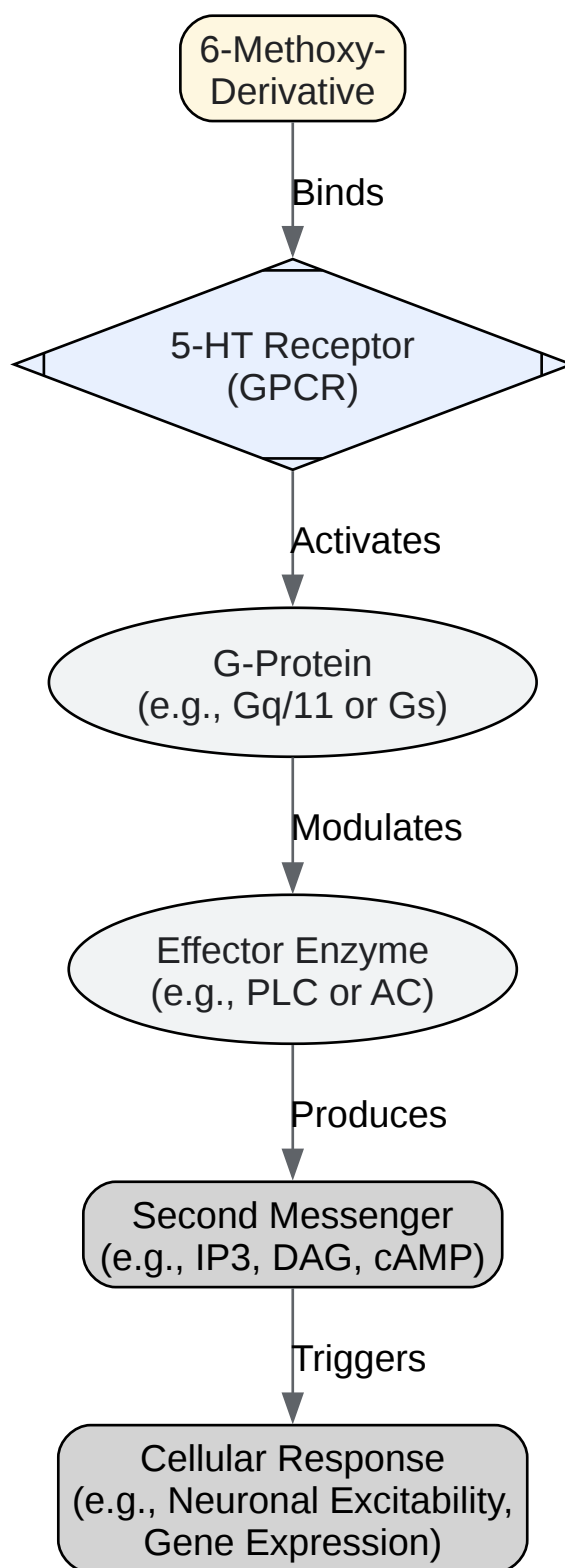 6-Methoxy-
Derivative
Binds
5-HT Receptor
(GPCR)
Activates
G-Protein
(e.g., Gq/11 or Gs)
Modulates
Effector Enzyme
(e.g., PLC or AC)
Produces
Second Messenger
(e.g., IP3, DAG, cAMP)
Triggers
Cellular Response
(e.g., Neuronal Excitability,
Gene Expression)